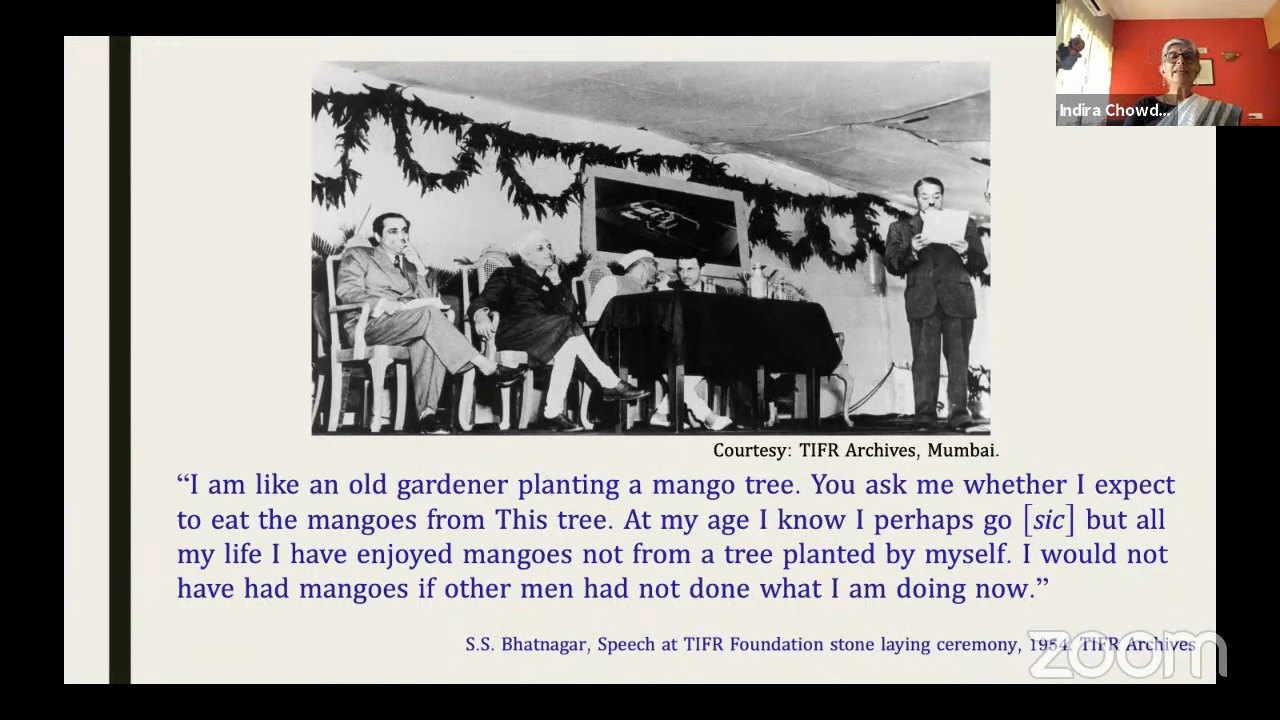 Indira Chowd...
Courtesy: TIFR Archives, Mumbai.
“I am like an old gardener planting a mango tree. You ask me whether I expect
to eat the mangoes from This tree. At my age I know I perhaps go [sic] but all
my life I have enjoyed mangoes not from a tree planted by myself. I would not
have had mangoes if other men had not done what I am doing now.”
S.S. Bhatnagar, Speech at TIFR Foundation stone laying ceremony, 1954. TIFR Archives
zoom